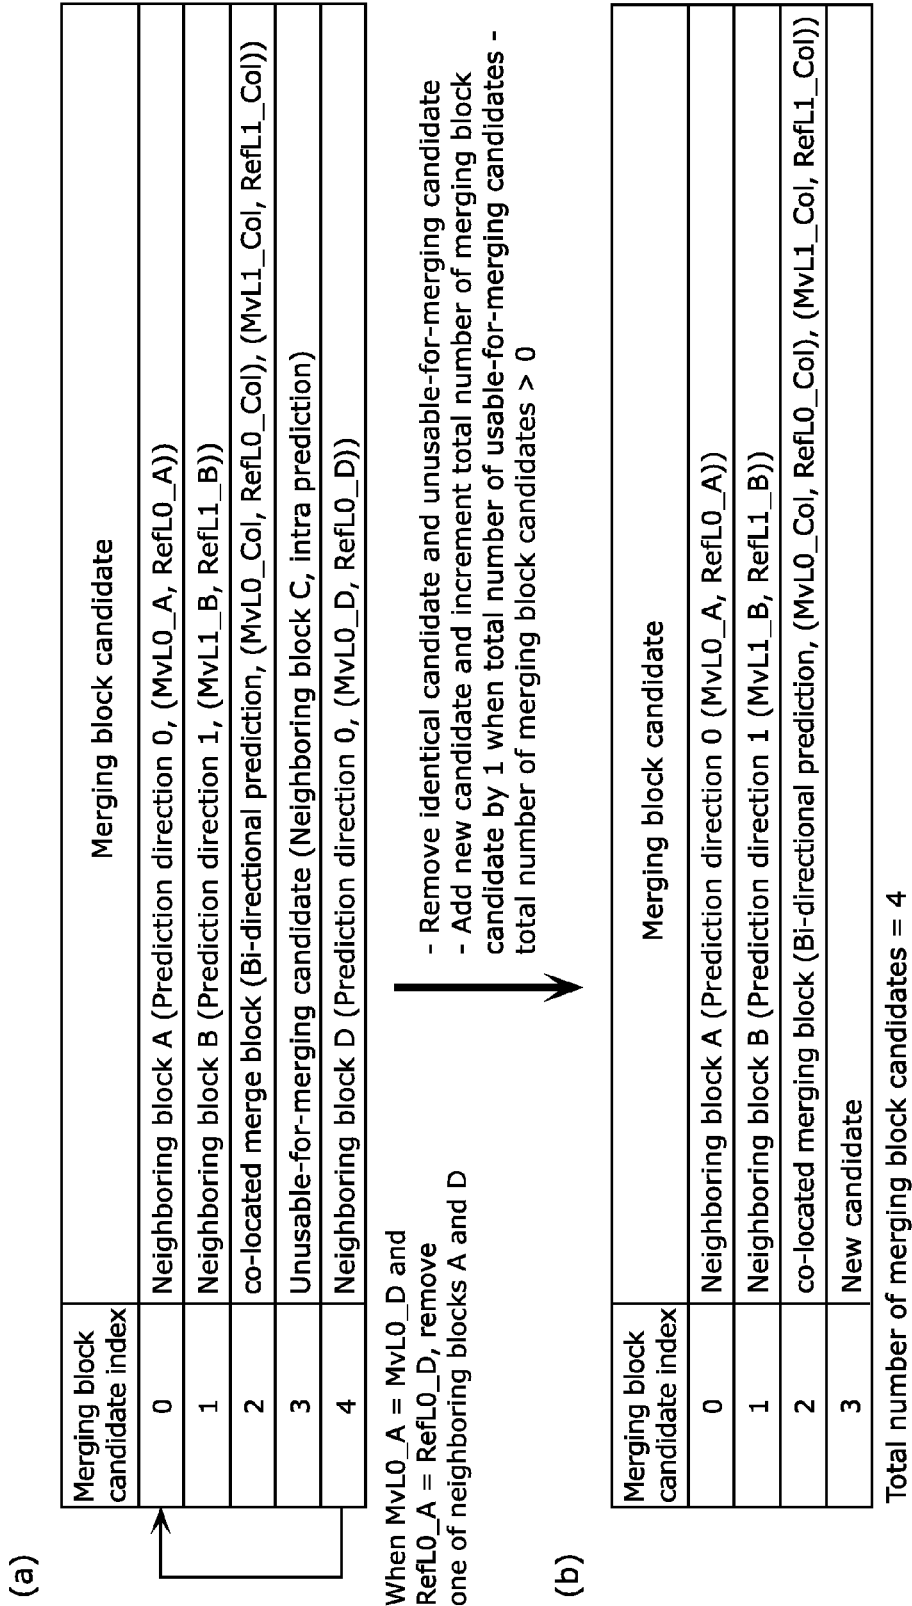 (a)
Merging block
candidate index
Merging block candidate
0
Neighboring block A (Prediction direction 0, (MvL0_A, RefL0_A))
1
Neighboring block B (Prediction direction 1, (MvL1_B, RefL1_B))
2
co-located merge block (Bi-directional prediction, (MvL0_Col, RefL0_Col), (MvL1_Col, RefL1_Col))
3
Unusable-for-merging candidate (Neighboring block C, intra prediction)
4
Neighboring block D (Prediction direction 0, (MvL0_D, RefL0_D))
When MvL0_A = MvL0_D and
RefL0_A = RefL0_D, remove
one of neighboring blocks A and D
- Remove identical candidate and unusable-for-merging candidate
- Add new candidate and increment total number of merging block
candidate by 1 when total number of usable-for-merging candidates -
total number of merging block candidates > 0
(b)
Merging block
candidate index
Merging block candidate
0
Neighboring block A (Prediction direction 0 (MvL0_A, RefL0_A))
1
Neighboring block B (Prediction direction 1 (MvL1_B, RefL1_B))
2
co-located merging block (Bi-directional prediction, (MvL0_Col, RefL0_Col), (MvL1_Col, RefL1_Col))
3
New candidate
Total number of merging block candidates = 4